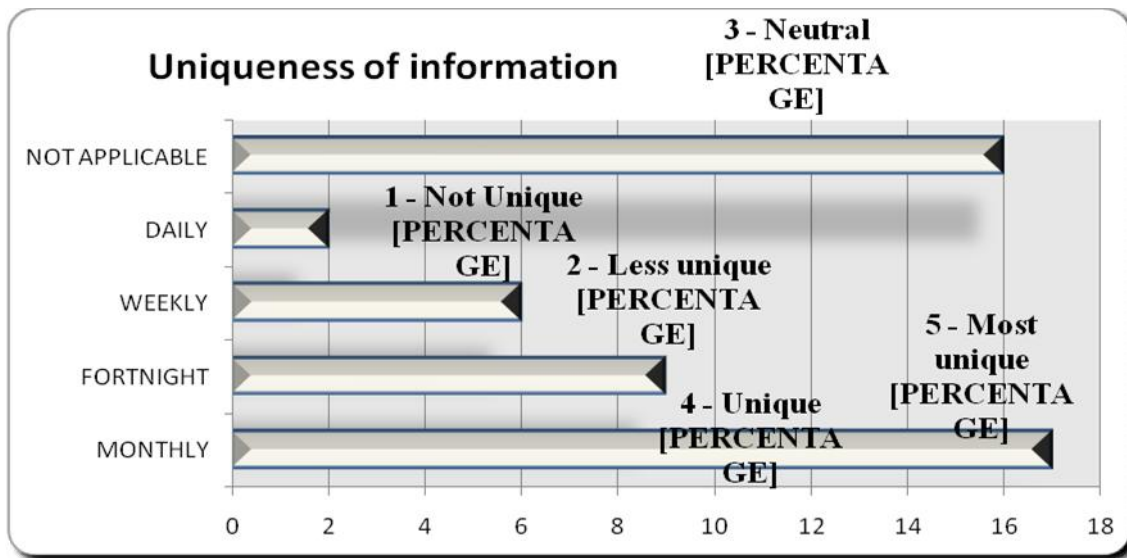 Uniqueness of information
3 - Neutral
[PERCENTA
GE]
NOT APPLICABLE
DAILY
1 - Not Unique
[PERCENTA
GE]
WEEKLY
2 - Less unique
[PERCENTA
GE]
FORTNIGHT
5 - Most
unique
[PERCENTA
GE]
MONTHLY
4 - Unique
[PERCENTA
GE]
0 2 4 6 8 10 12 14 16 18